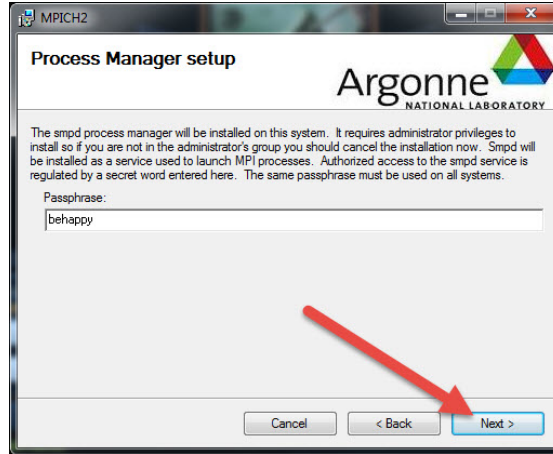 MPICH2
Process Manager setup
Argonne
NATIONAL LABORATORY
The smpd process manager will be installed on this system.  It requires administrator privileges to
install so if you are not in the administrator's group you should cancel the installation now.  Smpd will
be installed as a service used to launch MPI processes.  Authorized access to the smpd service is
regulated by a secret word entered here.  The same passphrase must be used on all systems.
Passphrase:
behappy
Cancel
< Back
Next >